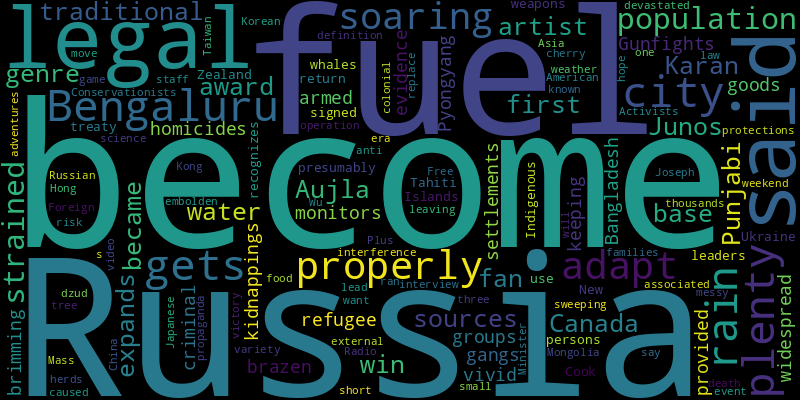 traditional
legal
soaring
fuel
weapons
devastated
artist
population
Taiwan
Korean
definition
Asia
Gunfights
said
genre
Zealand
move
whales
cherry
one
law
Karan
game
staff
award
return
evidence
replace
Pyongyang
weather
American
hope
city
goods
Conservationists
Bengaluru
armed
signed
colonial
first
known
Activists
adventures
treaty
homicides
operation
era
Junos
protections
science
recognizes
anti
become
Kong
presumably
Free
Joseph
weekend
Russian
Hong
Aujla
Tahiti
Islands
settlements
Indigenous
Bangladesh
thousands
Punjabi
strained
Foreign
embolden
Wu
leaving
will
keeping
base
risk
became
water
monitors
Ukraine
s
video
kidnappings
Plus
interference
families
leaders
gets
properly
fan
use
adapt
associated
plenty
brimming
dzud
tree
expands
Japanese
criminal
propaganda
food
ran
interview
lead
want
three
New
sweeping
messy
rain
widespread
Russia
victory
refugee
sources
Canada
persons
provided
Mass
herds
caused
China
variety
external
Radio
win
groups
gangs
Minister
Mongolia
say
brazen
short
vivid
small
Cook
death
event